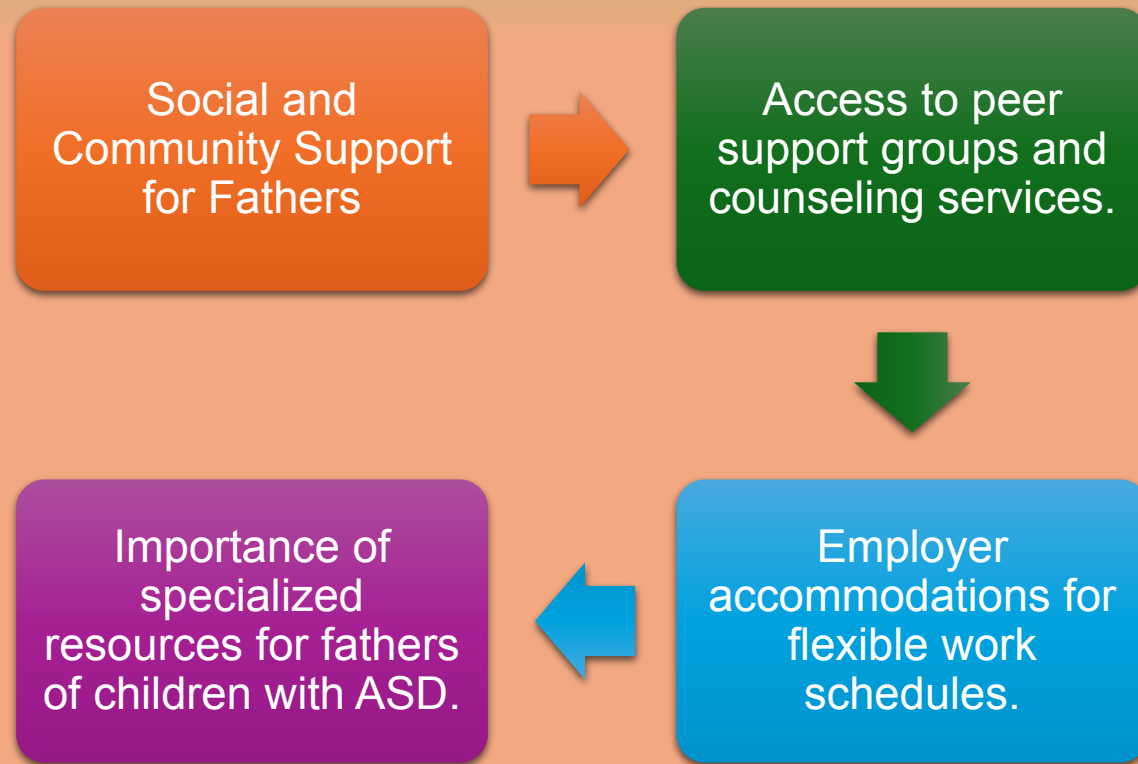 Social and
Community Support
for Fathers
Access to peer
support groups and
counseling services.
Employer
accommodations for
flexible work
schedules.
Importance of
specialized
resources for fathers
of children with ASD.